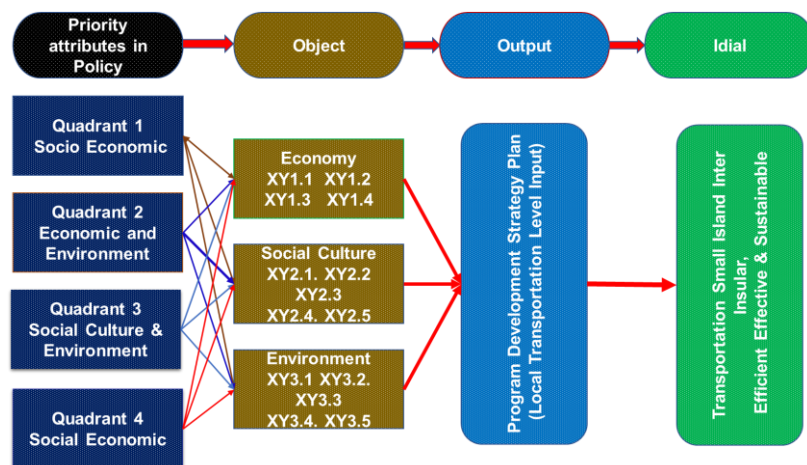 Priority
attributes in
Policy
Object
Output
Idial
Quadrant 1
Socio Economic
Quadrant 2
Economic and
Environment
Quadrant 3
Social Culture &
Environment
Quadrant 4
Social Economic
Economy
XY1.1 XY1.2
XY1.3 XY1.4
Social Culture
XY2.1. XY2.2
XY2.3
XY2.4. XY2.5
Environment
XY3.1 XY3.2.
XY3.3
XY3.4. XY3.5
Program Development Strategy Plan
(Local Transportation Level Input)
Transportation Small Island Inter
Insular,
Efficient Effective & Sustainable